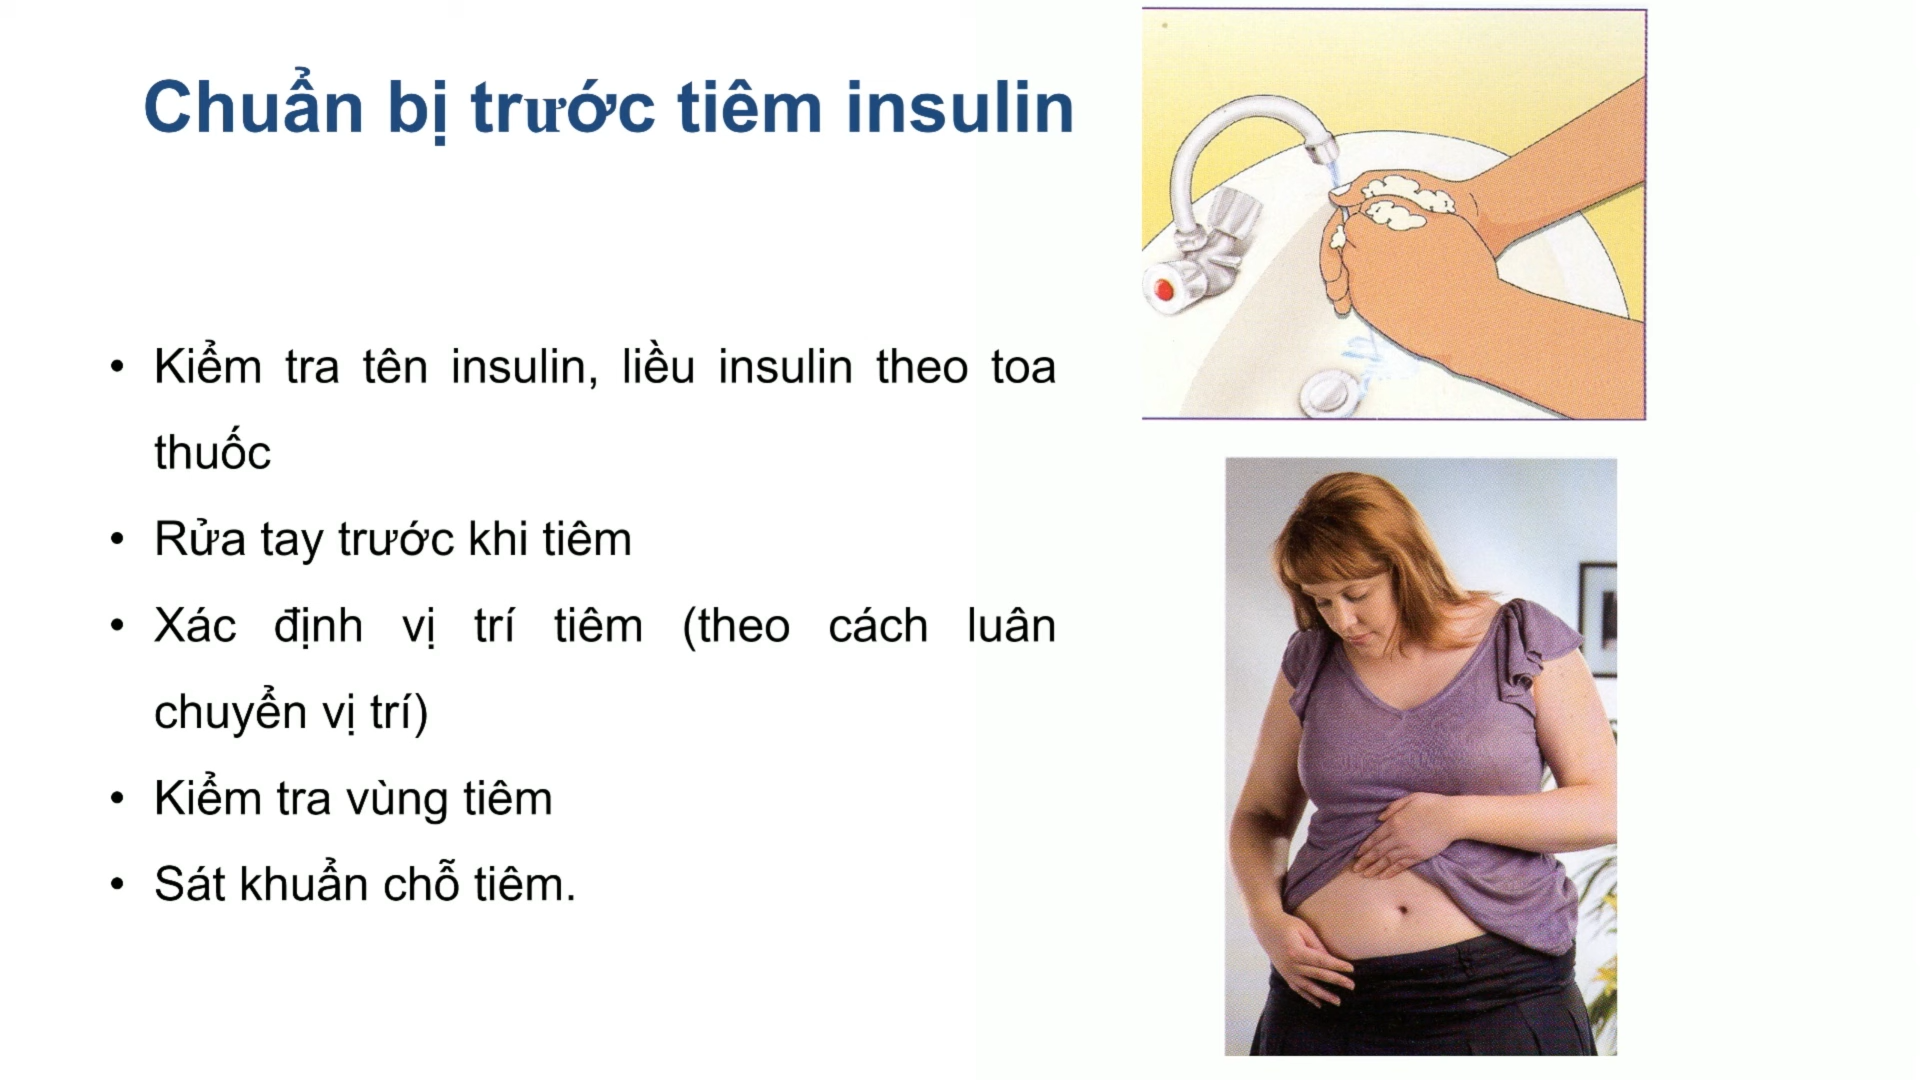 Chuẩn bị trước tiêm insulin
• Kiểm tra tên insulin, liều insulin theo toa
thuốc
• Rửa tay trước khi tiêm
• Xác định vị trí tiêm (theo cách luân
chuyển vị trí)
• Kiểm tra vùng tiêm
• Sát khuẩn chỗ tiêm.